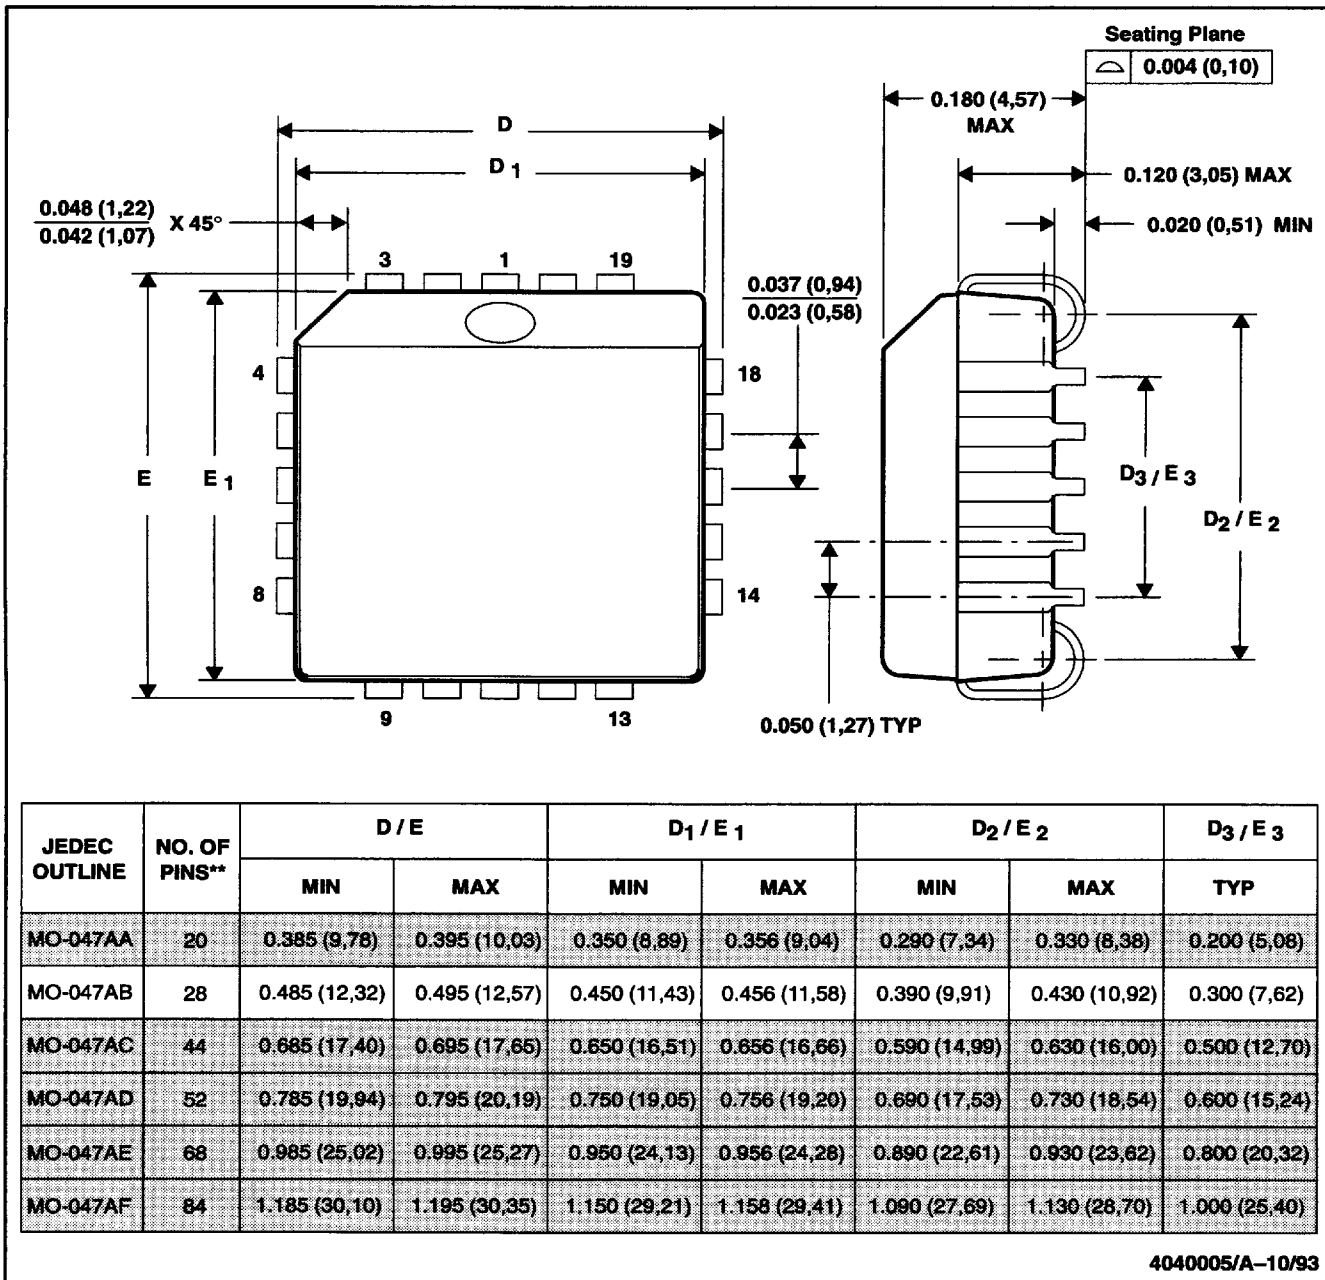 Seating Plane
0.004 (0,10)
0.180 (4,57)
MAX
D
D 1
0.120 (3,05) MAX
0.048 (1,22)
0.042 (1,07)
X 45°
0.020 (0,51) MIN
3 1 19
0.037 (0,94)
0.023 (0,58)
4
18
E
E 1
D3 / E 3
D2 / E 2
8
14
9 13
0.050 (1,27) TYP
JEDEC
OUTLINE
NO. OF
PINS**
D / E
D1 / E 1
D2 / E 2
D3 / E 3
MIN MAX MIN MAX MIN MAX TYP
MO-047AA 20 0.385 (9,78) 0.395 (10,03) 0.350 (8,89) 0.356 (9,04) 0.290 (7,34) 0.330 (8,38) 0.200 (5,08)
MO-047AB 28 0.485 (12,32) 0.495 (12,57) 0.450 (11,43) 0.456 (11,58) 0.390 (9,91) 0.430 (10,92) 0.300 (7,62)
MO-047AC 44 0.685 (17,40) 0.695 (17,65) 0.650 (16,51) 0.656 (16,66) 0.590 (14,99) 0.630 (16,00) 0.500 (12,70)
MO-047AD 52 0.785 (19,94) 0.795 (20,19) 0.750 (19,05) 0.756 (19,20) 0.690 (17,53) 0.730 (18,54) 0.600 (15,24)
MO-047AE 68 0.985 (25,02) 0.995 (25,27) 0.950 (24,13) 0.956 (24,28) 0.890 (22,61) 0.930 (23,62) 0.800 (20,32)
MO-047AF 84 1.185 (30,10) 1.195 (30,35) 1.150 (29,21) 1.158 (29,41) 1.090 (27,69) 1.130 (28,70) 1.000 (25,40)
4040005/A–10/93